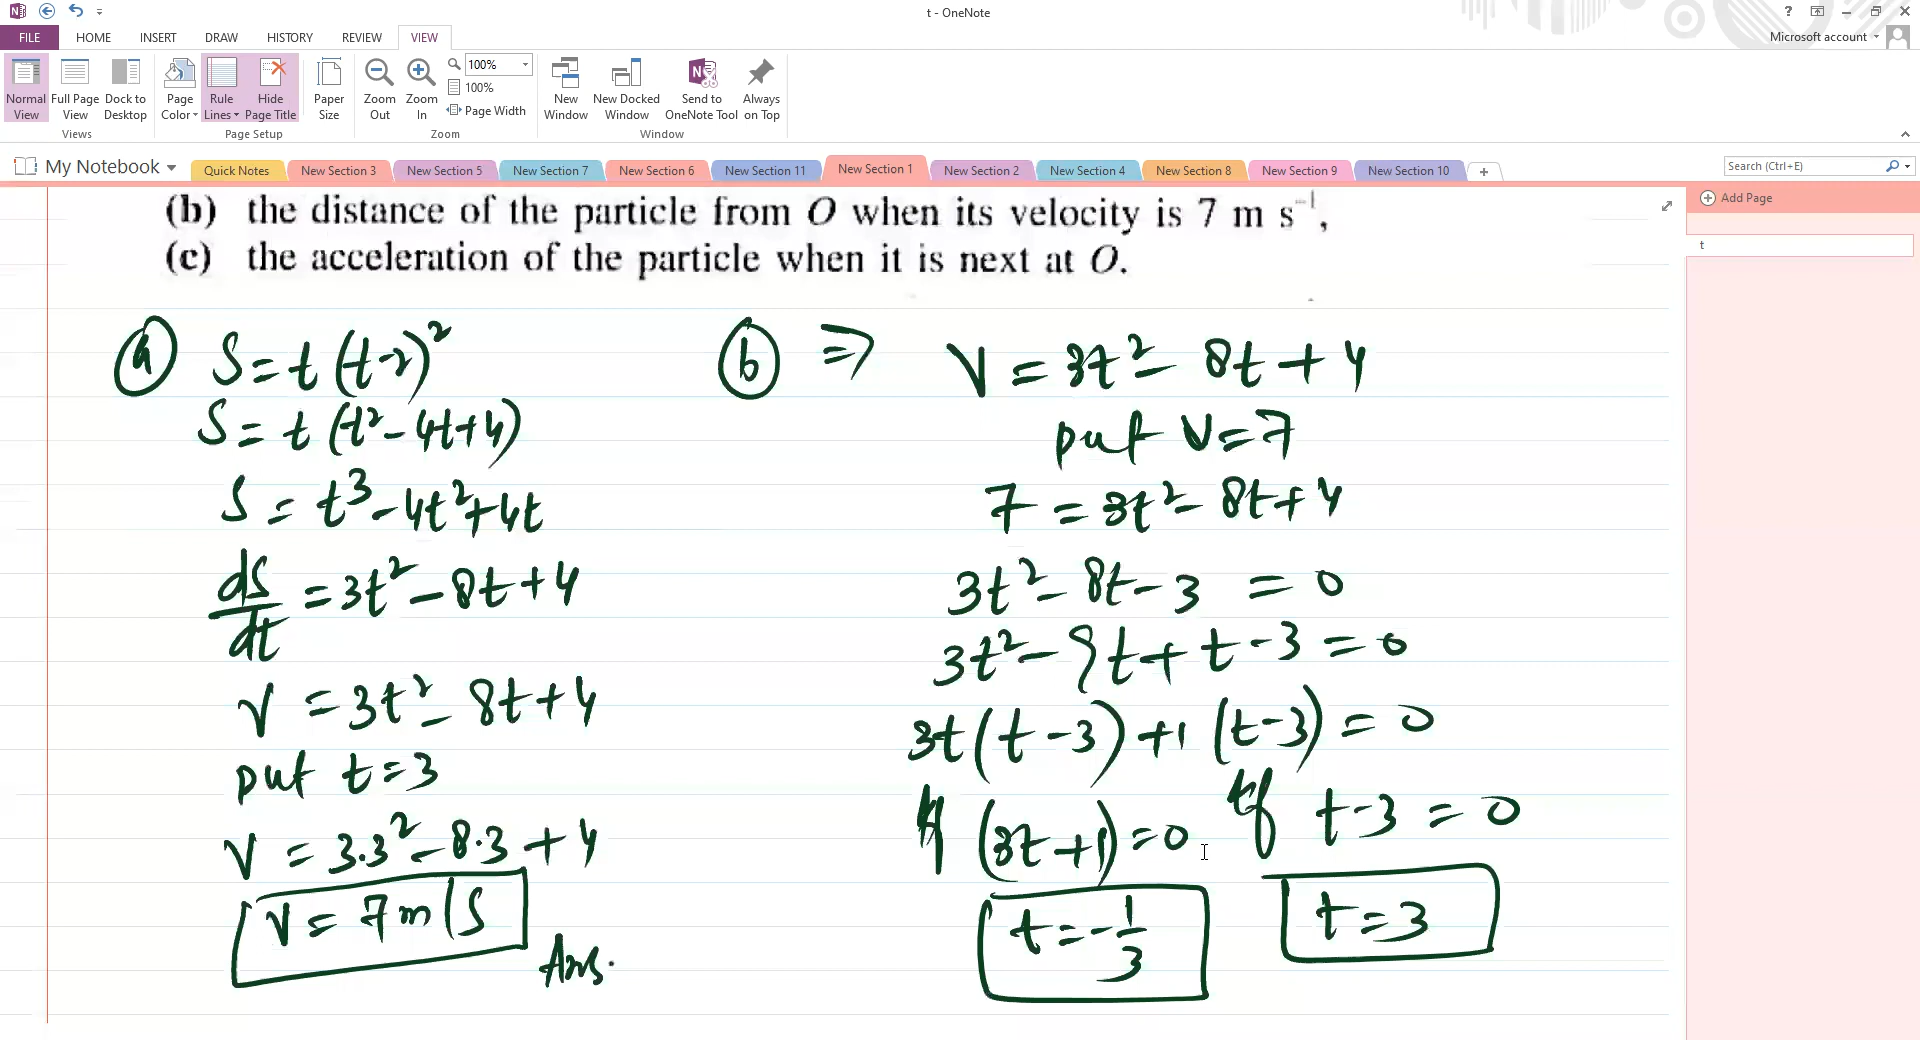 t - OneNote
?
FILE HOME INSERT DRAW HISTORY REVIEW VIEW
Microsoft account
Normal View
Full Page View
Dock to Desktop
Page Color
Rule Lines
Hide Page Title
Paper Size
Zoom Out
Zoom In
100%
100%
Page Width
New Window
New Docked Window
Send to OneNote Tool
Always on Top
Views
Page Setup
Zoom
Window
My Notebook
Quick Notes New Section 3 New Section 5 New Section 7 New Section 6 New Section 11 New Section 1 New Section 2 New Section 4 New Section 8 New Section 9 New Section 10 +
Search (Ctrl+E)
Add Page
t
(b) the distance of the particle from O when its velocity is 7 m s⁻¹,
(c) the acceleration of the particle when it is next at O.
(a) S = t (t-2)²
S = t (t² - 4t + 4)
S = t³ - 4t² + 4t
dS/dt = 3t² - 8t + 4
V = 3t² - 8t + 4
put t = 3
V = 3.3² - 8.3 + 4
V = 7 m/S
Ans.
(b) ⇒ V = 3t² - 8t + 4
put V = 7
7 = 3t² - 8t + 4
3t² - 8t - 3 = 0
3t² - 9t + t - 3 = 0
3t (t - 3) + 1 (t - 3) = 0
If (3t + 1) = 0
t = -1/3
If t - 3 = 0
t = 3